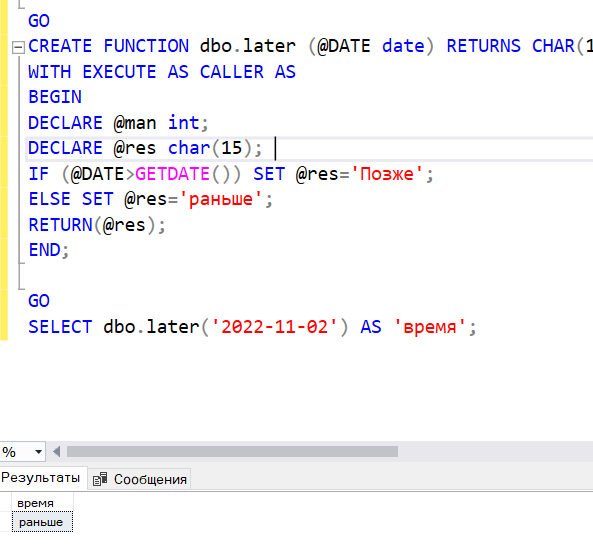 GO
CREATE FUNCTION dbo.later (@DATE date) RETURNS CHAR(1
WITH EXECUTE AS CALLER AS
BEGIN
DECLARE @man int;
DECLARE @res char(15);
IF (@DATE>GETDATE()) SET @res='Позже';
ELSE SET @res='раньше';
RETURN(@res);
END;
GO
SELECT dbo.later('2022-11-02') AS 'время';
%
Результаты Сообщения
время
раньше